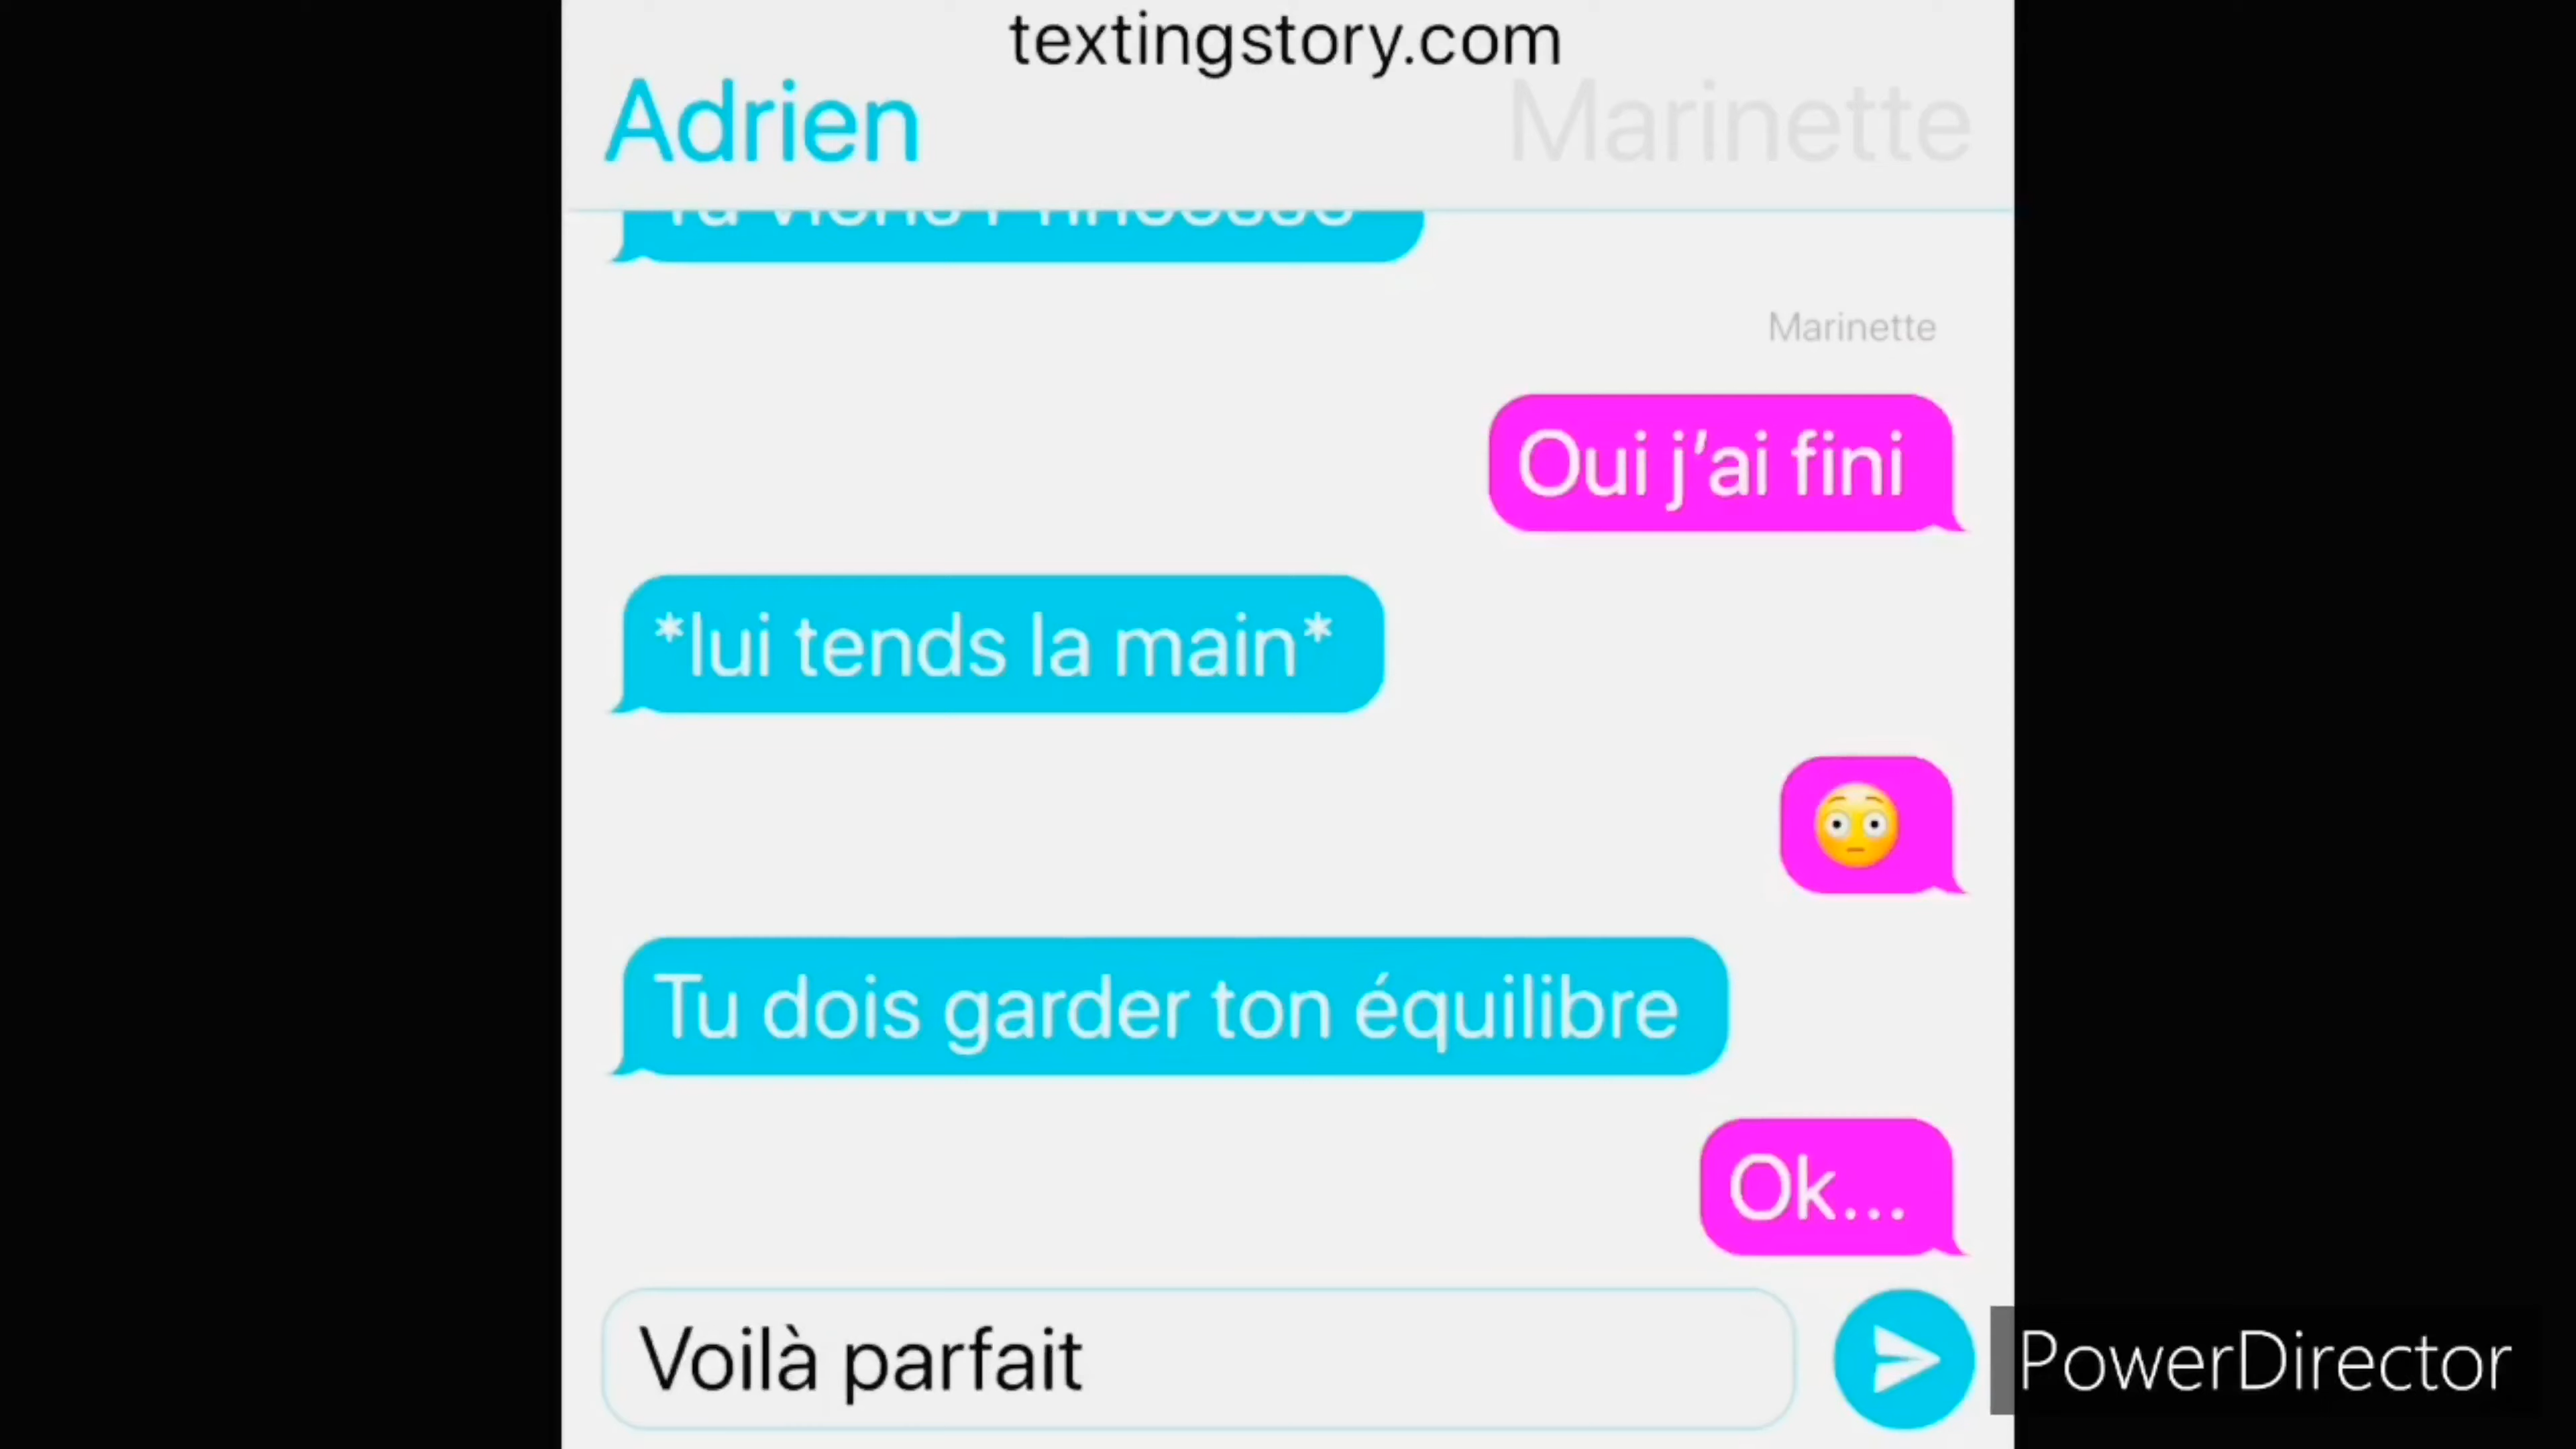 textingstory.com
Adrien
Marinette
Marinette
Oui j'ai fini
*lui tends la main*
😳
Tu dois garder ton équilibre
Ok...
Voilà parfait
PowerDirector